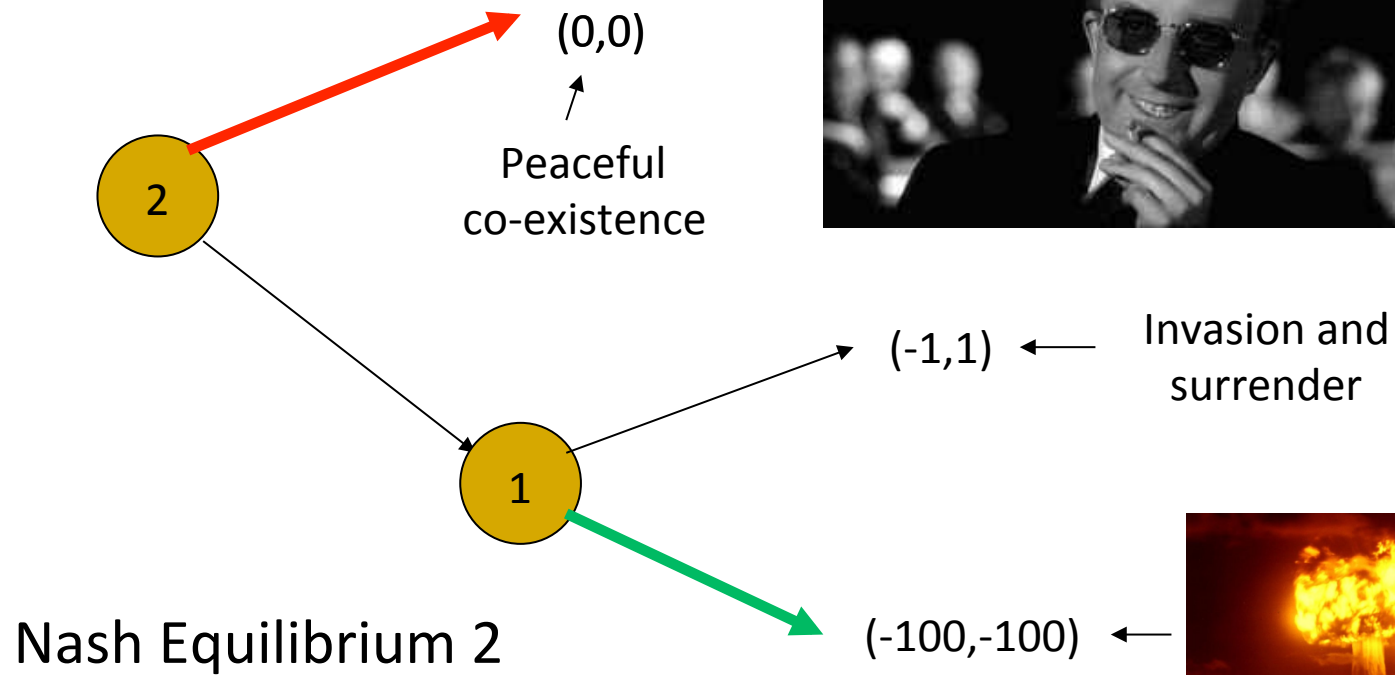 (0,0)
2
Peaceful
co-existence
(-1,1)
Invasion and
surrender
1
(-100,-100)
Nash Equilibrium 2